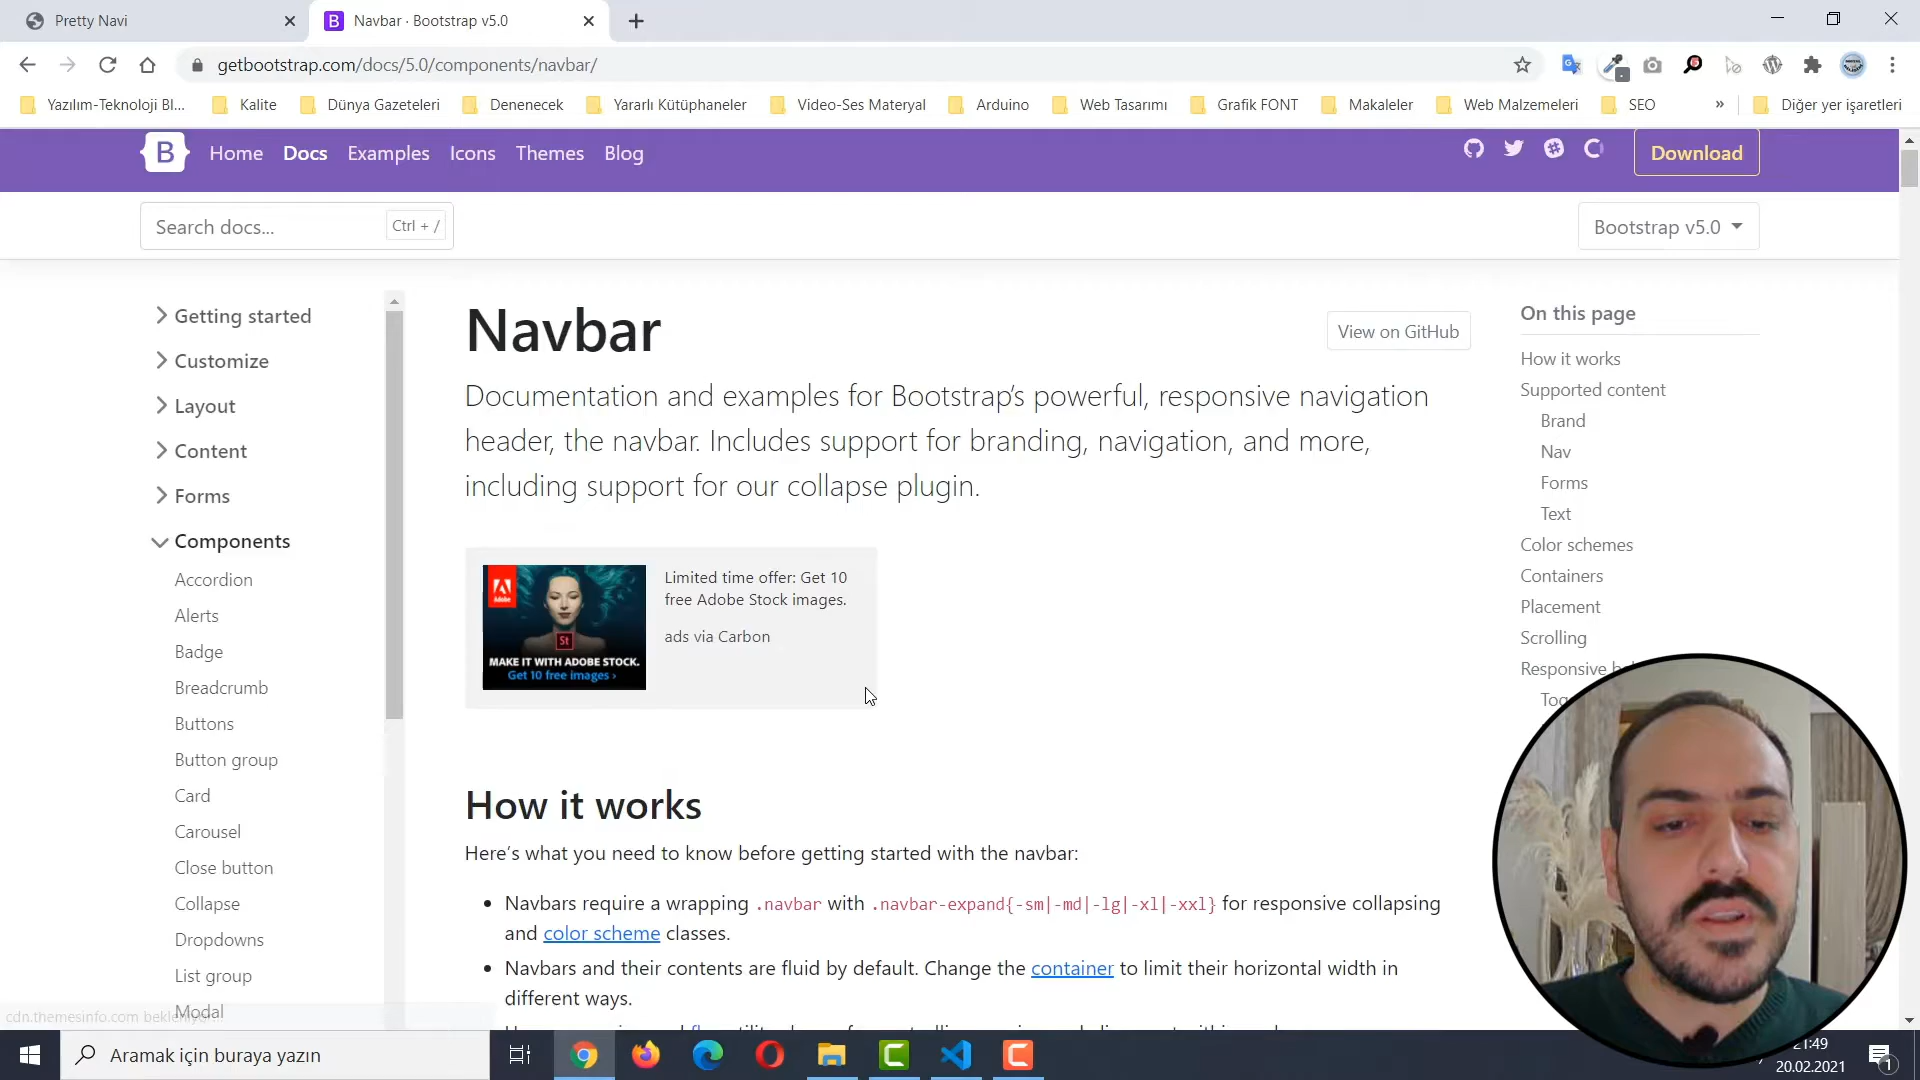 Pretty Navi
Navbar · Bootstrap v5.0
getbootstrap.com/docs/5.0/components/navbar/
Yazılım-Teknoloji Bl...
Kalite
Dünya Gazeteleri
Denenecek
Yararlı Kütüphaneler
Video-Ses Materyal
Arduino
Web Tasarımı
Grafik FONT
Makaleler
Web Malzemeleri
SEO
»
Diğer yer işaretleri
B
Home
Docs
Examples
Icons
Themes
Blog
Download
Search docs...
Ctrl + /
Bootstrap v5.0
Getting started
Customize
Layout
Content
Forms
Components
Accordion
Alerts
Badge
Breadcrumb
Buttons
Button group
Card
Carousel
Close button
Collapse
Dropdowns
List group
Modal
Navbar
View on GitHub
Documentation and examples for Bootstrap’s powerful, responsive navigation
header, the navbar. Includes support for branding, navigation, and more,
including support for our collapse plugin.
Adobe
St
MAKE IT WITH ADOBE STOCK.
Get 10 free images ›
Limited time offer: Get 10
free Adobe Stock images.
ads via Carbon
How it works
Here’s what you need to know before getting started with the navbar:
• Navbars require a wrapping .navbar with .navbar-expand{-sm|-md|-lg|-xl|-xxl} for responsive collapsing
and color scheme classes.
• Navbars and their contents are fluid by default. Change the container to limit their horizontal width in
different ways.
On this page
How it works
Supported content
Brand
Nav
Forms
Text
Color schemes
Containers
Placement
Scrolling
Responsive
cdn.themesinfo.com bekleniyor...
Aramak için buraya yazın
21:49
20.02.2021
1